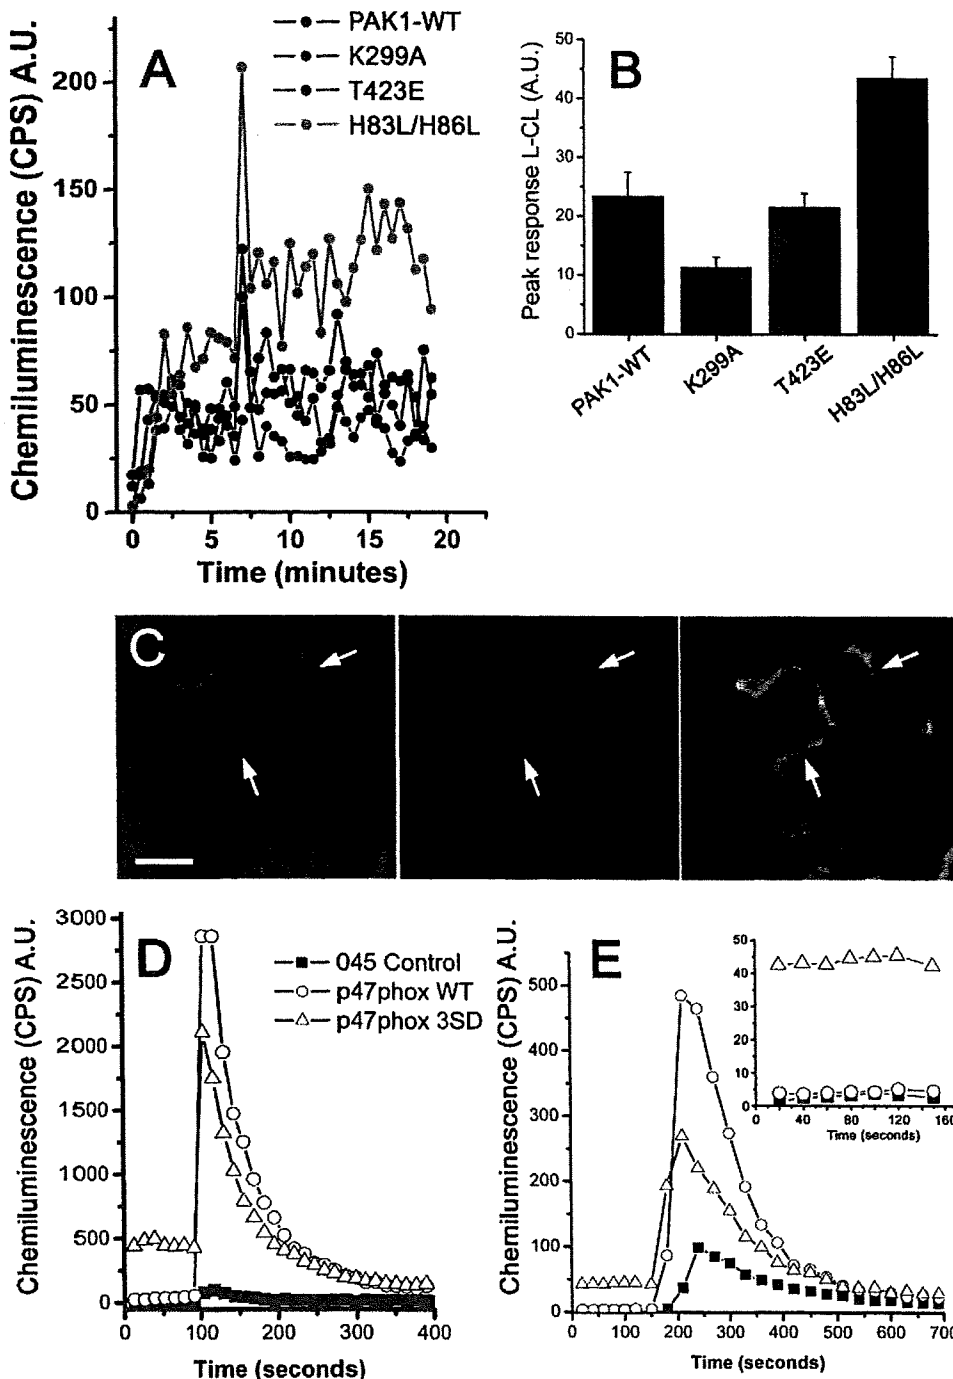 A
Chemiluminescence (CPS) A.U.
200
150
100
50
0
0 5 10 15 20
Time (minutes)
PAK1-WT
K299A
T423E
H83L/H86L
B
Peak response L-CL (A.U.)
50
40
30
20
10
0
PAK1-WT
K299A
T423E
H83L/H86L
C
D
Chemiluminescence (CPS) A.U.
3000
2500
2000
1500
1000
500
0
0 100 200 300 400
Time (seconds)
045 Control
p47phox WT
p47phox 3SD
E
Chemiluminescence (CPS) A.U.
500
400
300
200
100
0
0 100 200 300 400 500 600 700
Time (seconds)
50
40
30
20
10
5
0
0 40 80 120 160
Time (seconds)